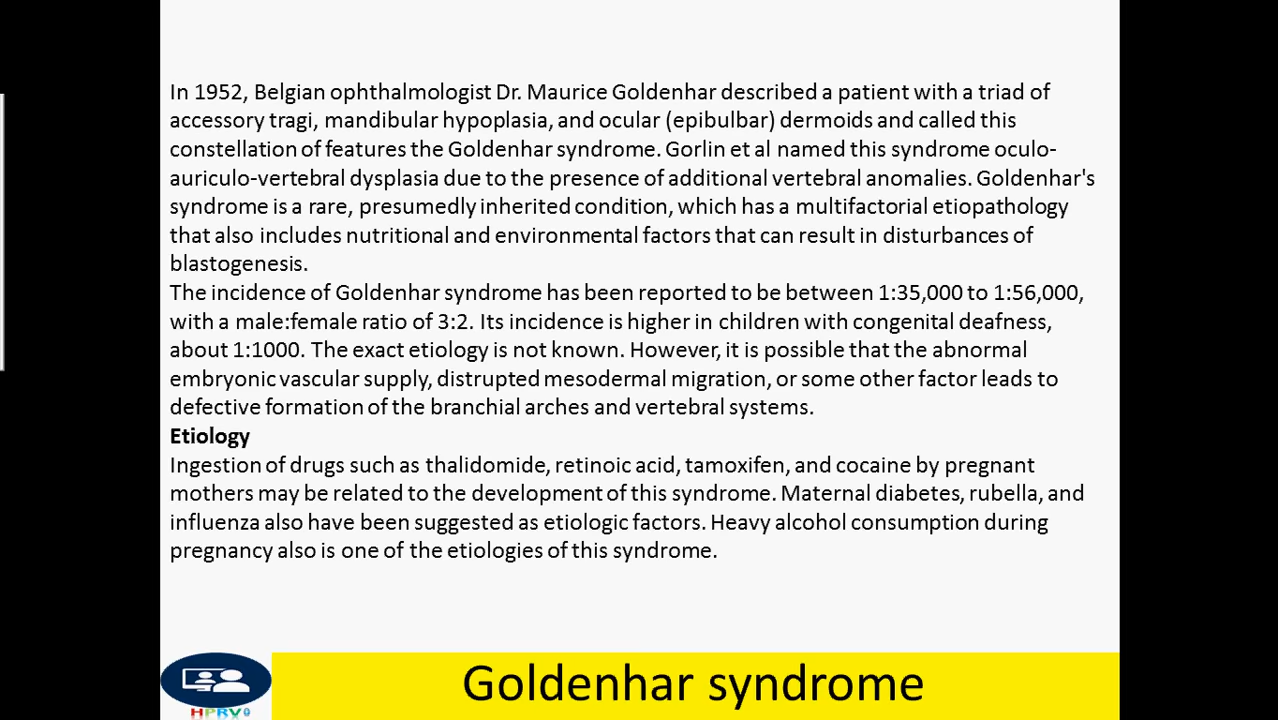 In 1952, Belgian ophthalmologist Dr. Maurice Goldenhar described a patient with a triad of
accessory tragi, mandibular hypoplasia, and ocular (epibulbar) dermoids and called this
constellation of features the Goldenhar syndrome. Gorlin et al named this syndrome oculo-
auriculo-vertebral dysplasia due to the presence of additional vertebral anomalies. Goldenhar's
syndrome is a rare, presumedly inherited condition, which has a multifactorial etiopathology
that also includes nutritional and environmental factors that can result in disturbances of
blastogenesis.
The incidence of Goldenhar syndrome has been reported to be between 1:35,000 to 1:56,000,
with a male:female ratio of 3:2. Its incidence is higher in children with congenital deafness,
about 1:1000. The exact etiology is not known. However, it is possible that the abnormal
embryonic vascular supply, distrupted mesodermal migration, or some other factor leads to
defective formation of the branchial arches and vertebral systems.
Etiology
Ingestion of drugs such as thalidomide, retinoic acid, tamoxifen, and cocaine by pregnant
mothers may be related to the development of this syndrome. Maternal diabetes, rubella, and
influenza also have been suggested as etiologic factors. Heavy alcohol consumption during
pregnancy also is one of the etiologies of this syndrome.
Goldenhar syndrome
HPRV